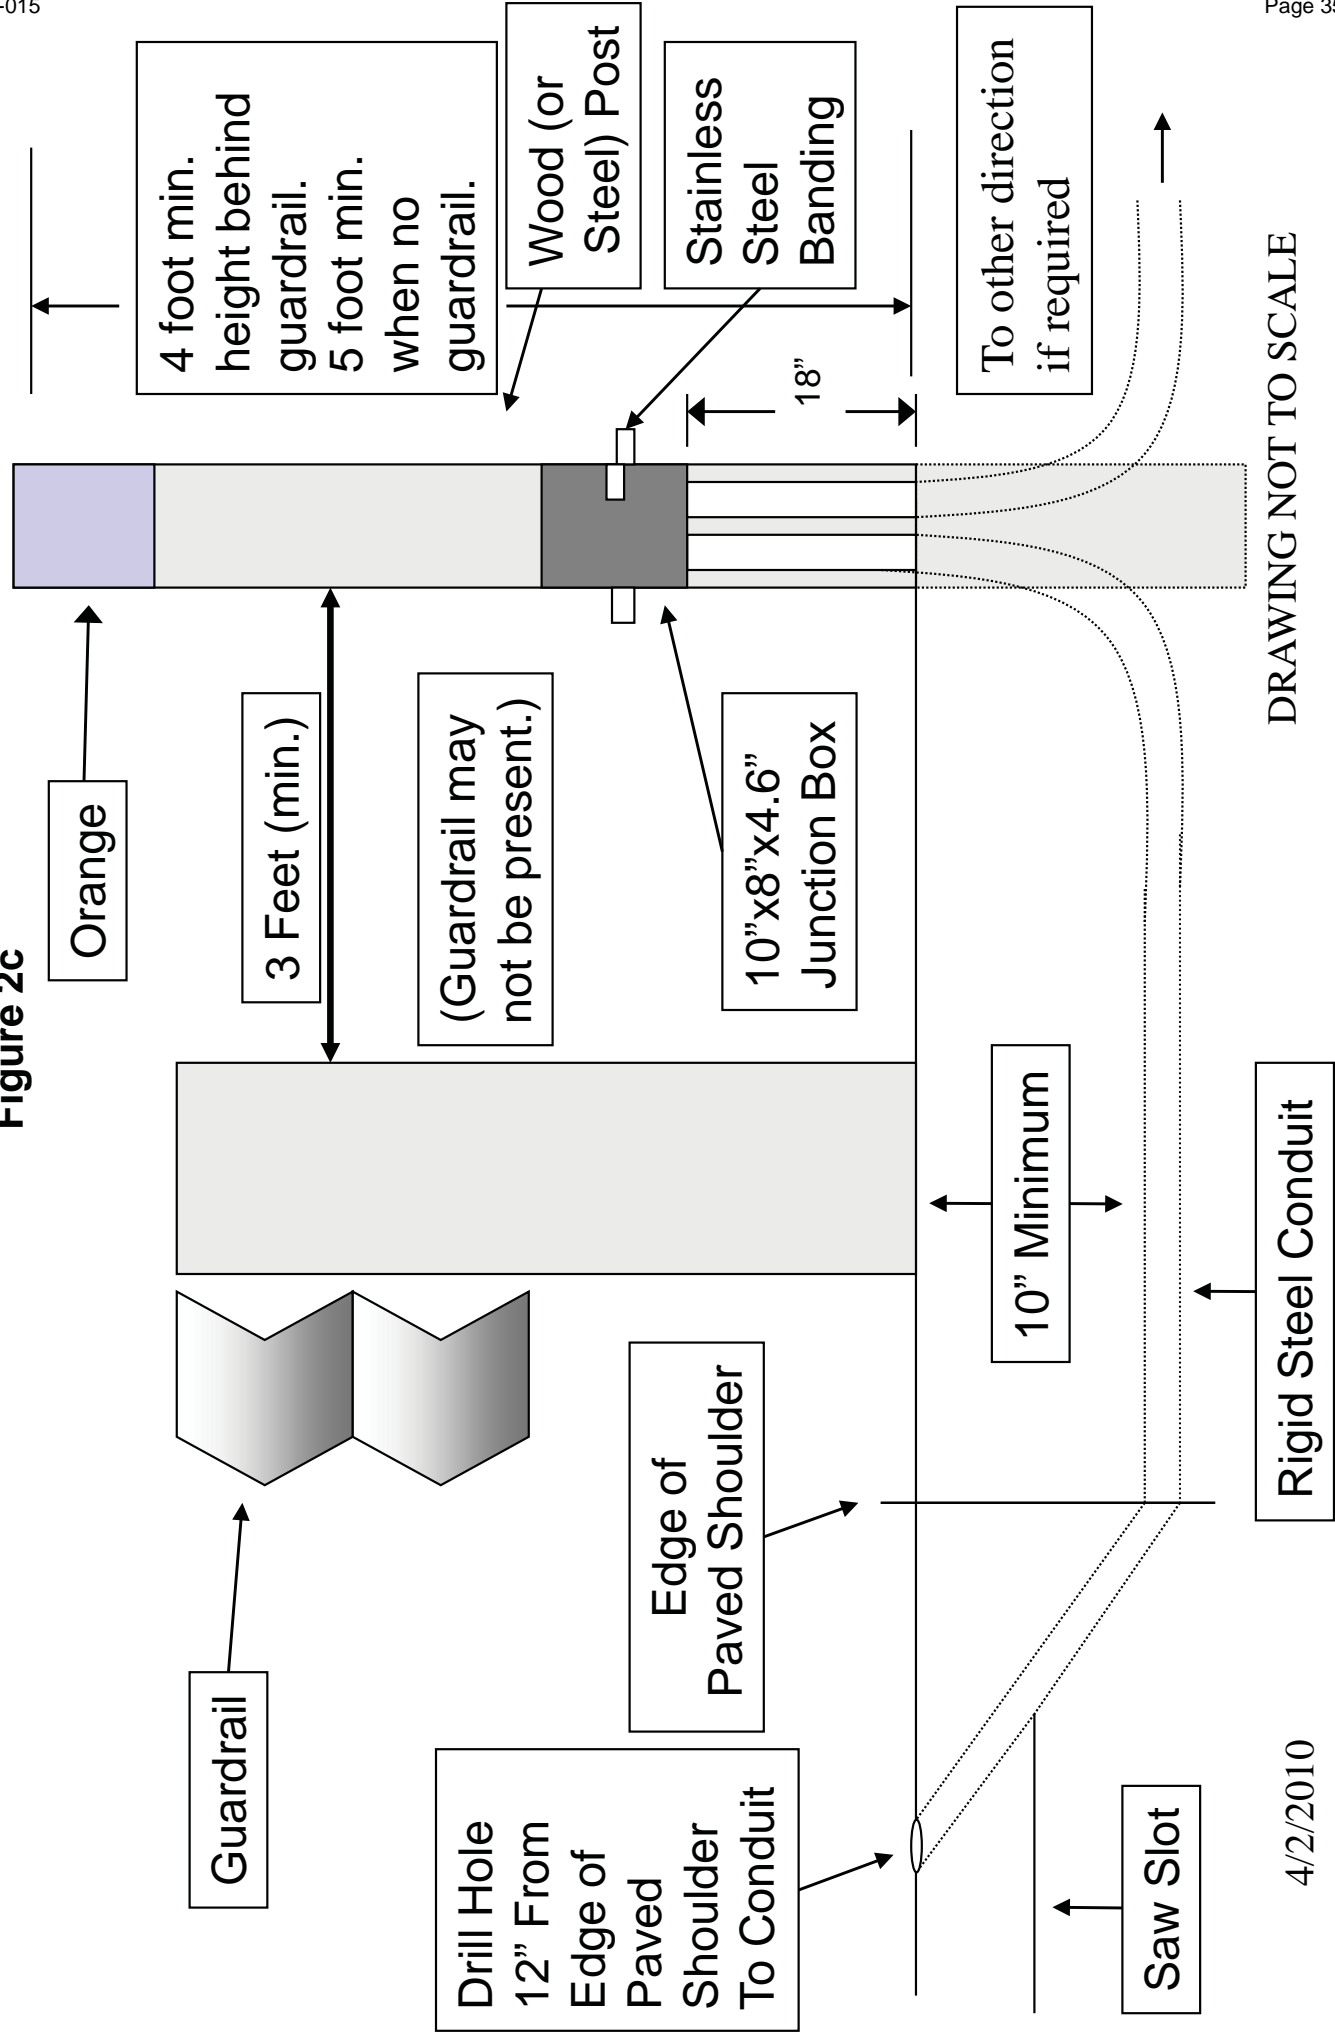 -015
Page 35
Figure 2c
Orange
4 foot min.
height behind
guardrail.
5 foot min.
when no
guardrail.
Wood (or
Steel) Post
Stainless
Steel
Banding
18”
To other direction
if required
3 Feet (min.)
(Guardrail may
not be present.)
10”x8”x4.6”
Junction Box
Guardrail
Edge of
Paved Shoulder
10” Minimum
Drill Hole
12” From
Edge of
Paved
Shoulder
To Conduit
Saw Slot
Rigid Steel Conduit
4/2/2010
DRAWING NOT TO SCALE